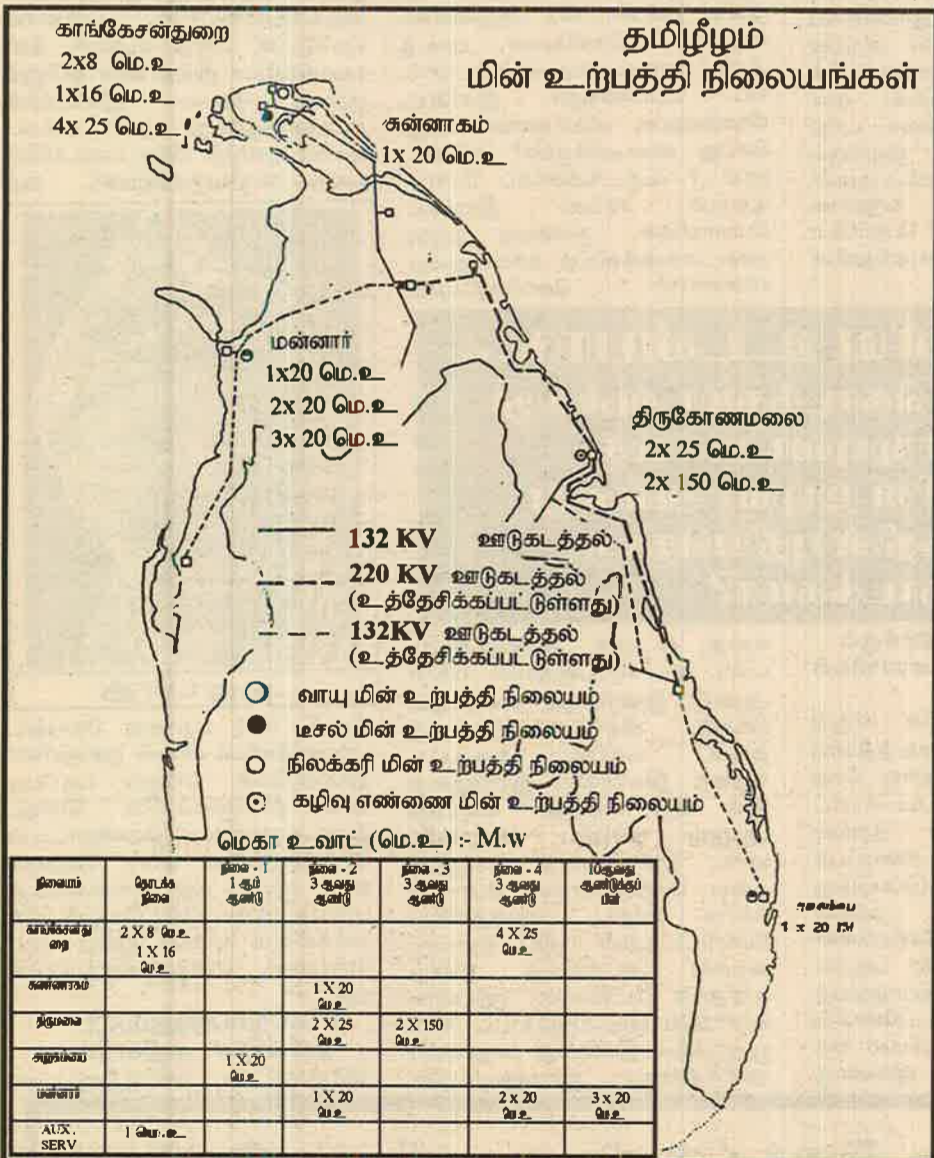 காங்கேசன்துறை
2x8 மெ.உ
1x16 மெ.உ
4x 25 மெ.உ
தமிழீழம்
மின் உற்பத்தி நிலையங்கள்
சுன்னாகம்
1x 20 மெ.உ
மன்னார்
1x20 மெ.உ
2x 20 மெ.உ
3x 20 மெ.உ
திருகோணமலை
2x 25 மெ.உ
2x 150 மெ.உ
132 KV ஊடுகடத்தல்
220 KV ஊடுகடத்தல்
(உத்தேசிக்கப்பட்டுள்ளது)
132KV ஊடுகடத்தல்
(உத்தேசிக்கப்பட்டுள்ளது)
வாயு மின் உற்பத்தி நிலையம்
டீசல் மின் உற்பத்தி நிலையம்
நிலக்கரி மின் உற்பத்தி நிலையம்
கழிவு எண்ணை மின் உற்பத்தி நிலையம்
மெகா உவாட் (மெ.உ) :- M.w
1 x 20
நிலையம் தொடக்க நிலை நிலை - 1 1 ஆம் ஆண்டு நிலை - 2 3 ஆவது ஆண்டு நிலை - 3 3 ஆவது ஆண்டு நிலை - 4 3 ஆவது ஆண்டு 10ஆவது ஆண்டுக்குப் பின்
காங்கேசன்து றை 2 X 8 மெ.உ 1 X 16 மெ.உ 4 X 25 மெ.உ
1 X 20 மெ.உ
திருமலை 2 X 25 மெ.உ 2 X 150 மெ.உ
1 X 20 மெ.உ
மன்னார் 1 X 20 மெ.உ 2 x 20 மெ.உ 3 x 20 மெ.உ
AUX. SERV 1 மெ.உ